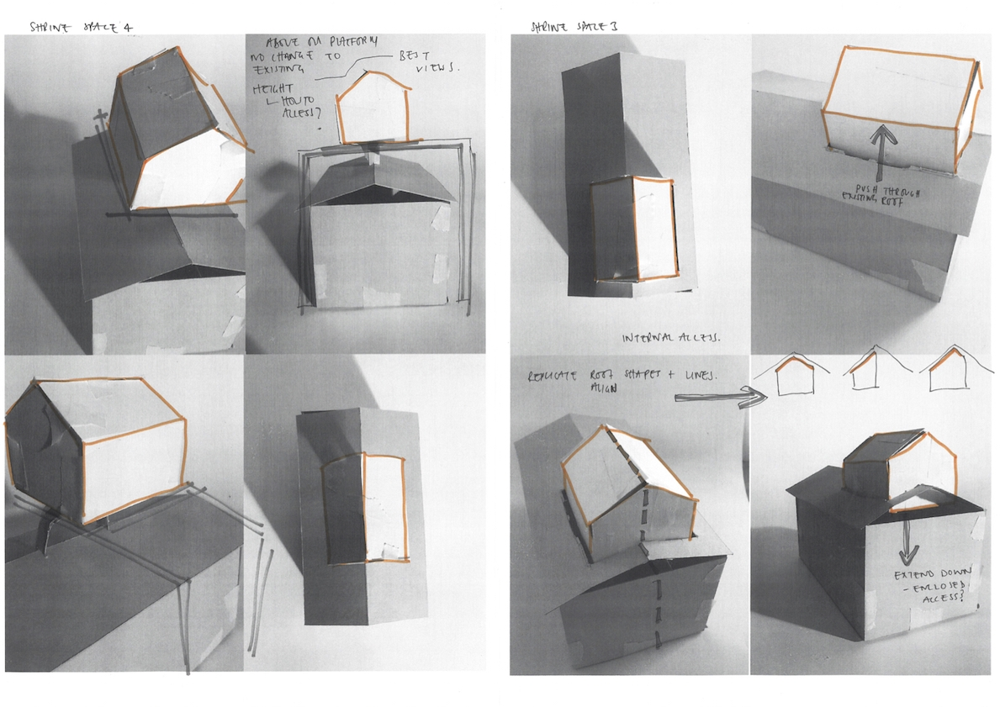 SHRINE SPACE 4
ABOVE ON PLATFORM
NO CHANGE TO
EXISTING
BEST
VIEWS.
HEIGHT
HOW TO
ACCESS?
SHRINE SPACE 3
PUSH THROUGH
EXISTING ROOF
INTERNAL ACCESS.
REPLICATE ROOF SHAPES + LINES.
ALIGN
EXTEND DOWN
- ENCLOSED
ACCESS?